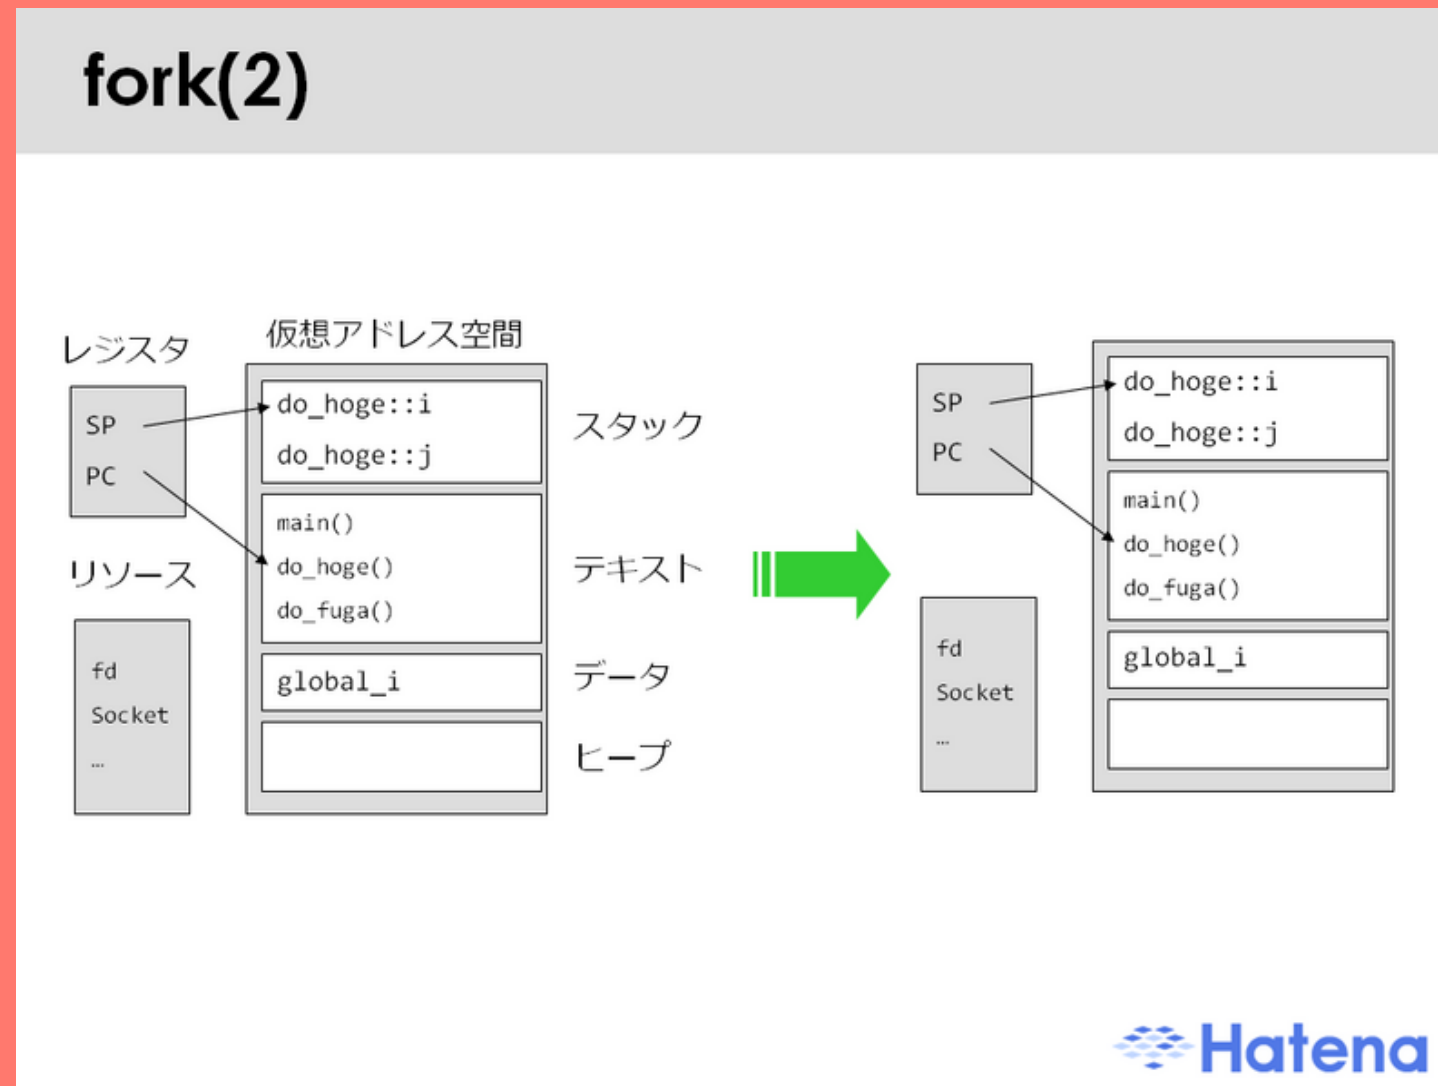 fork(2)
レジスタ
SP
PC
リソース
fd
Socket
…
仮想アドレス空間
do_hoge::i
do_hoge::j
main()
do_hoge()
do_fuga()
global_i
スタック
テキスト
データ
ヒープ
SP
PC
fd
Socket
…
do_hoge::i
do_hoge::j
main()
do_hoge()
do_fuga()
global_i
Hatena